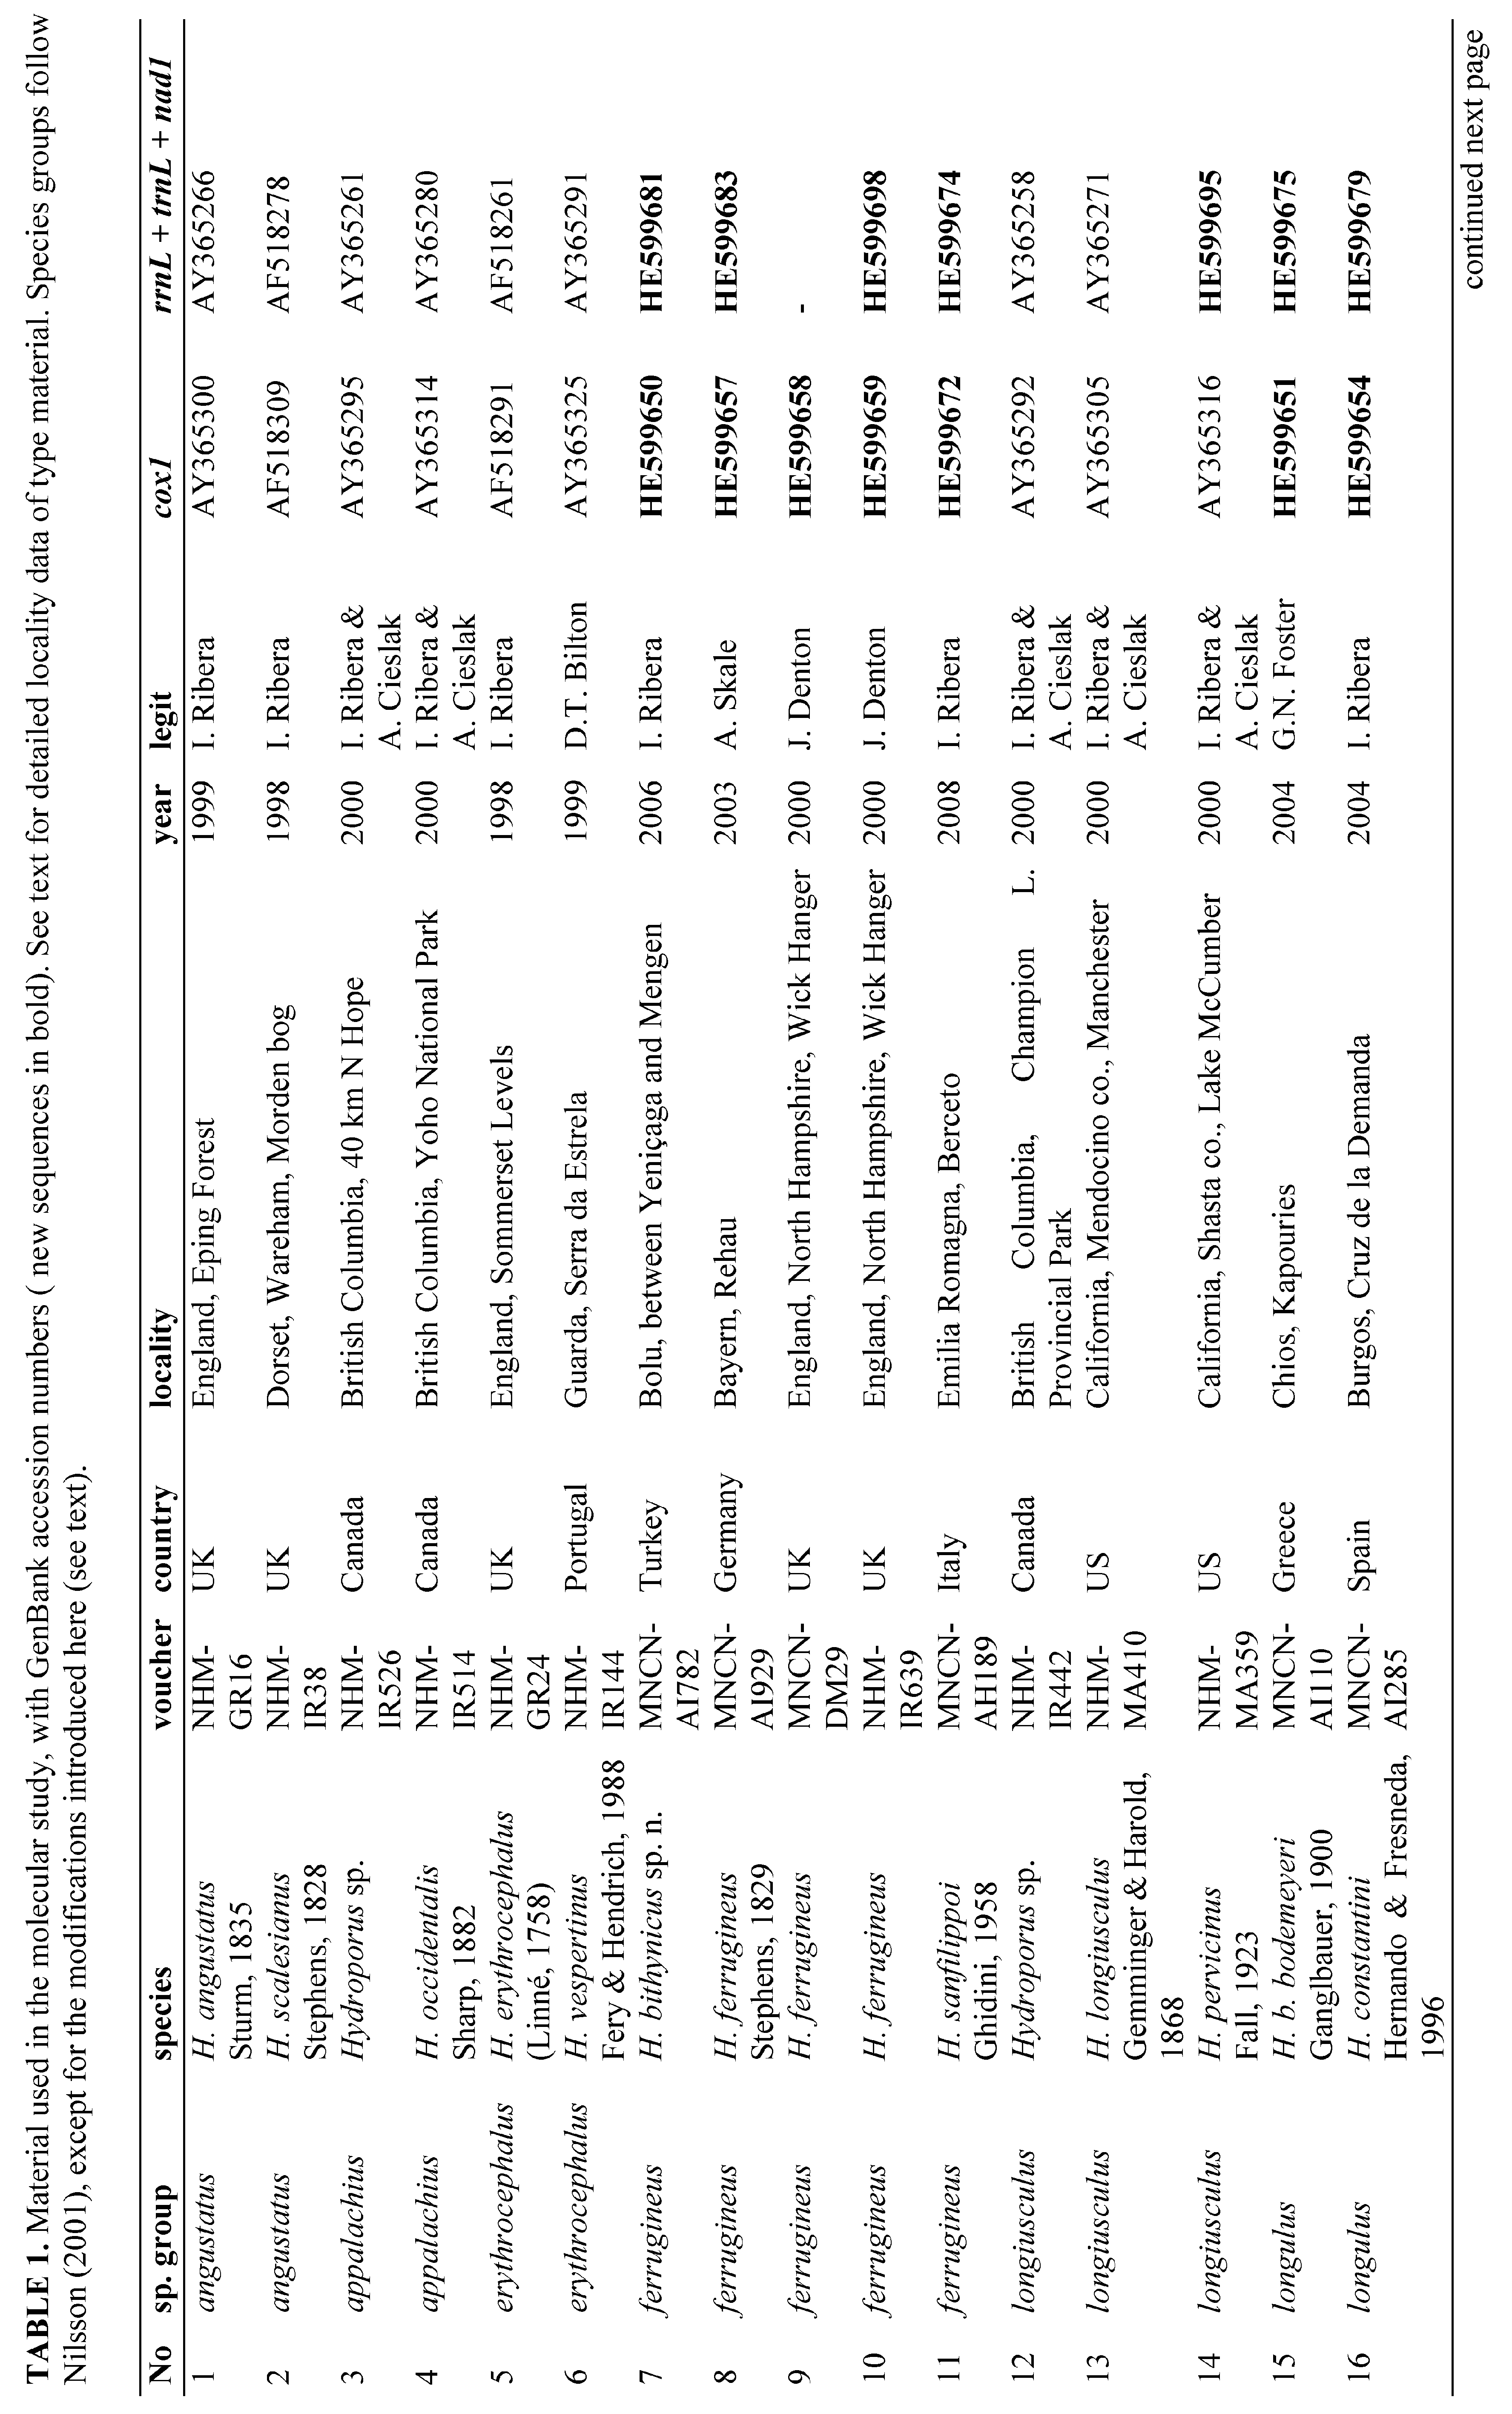 TABLE 1. Material used in the molecular study, with GenBank accession numbers ( new sequences in bold). See text for detailed locality data of type material. Species groups follow
Nilsson (2001), except for the modifications introduced here (see text).
No sp. group species voucher country locality year legit cox1 rrnL + trnL + nad1
1 angustatus H. angustatus NHM- UK England, Eping Forest 1999 I. Ribera AY365300 AY365266
Sturm, 1835 GR16
2 angustatus H. scalesianus NHM- UK Dorset, Wareham, Morden bog 1998 I. Ribera AF518309 AF518278
Stephens, 1828 IR38
3 appalachius Hydroporus sp. NHM- Canada British Columbia, 40 km N Hope 2000 I. Ribera & AY365295 AY365261
IR526 A. Cieslak
4 appalachius H. occidentalis NHM- Canada British Columbia, Yoho National Park 2000 I. Ribera & AY365314 AY365280
Sharp, 1882 IR514 A. Cieslak
5 erythrocephalus H. erythrocephalus NHM- UK England, Sommerset Levels 1998 I. Ribera AF518291 AF518261
(Linné, 1758) GR24
6 erythrocephalus H. vespertinus NHM- Portugal Guarda, Serra da Estrela 1999 D.T. Bilton AY365325 AY365291
Fery & Hendrich, 1988 IR144
7 ferrugineus H. bithynicus sp. n. MNCN- Turkey Bolu, between Yeniçaga and Mengen 2006 I. Ribera HE599650 HE599681
AI782
8 ferrugineus H. ferrugineus MNCN- Germany Bayern, Rehau 2003 A. Skale HE599657 HE599683
Stephens, 1829 AI929
9 ferrugineus H. ferrugineus MNCN- UK England, North Hampshire, Wick Hanger 2000 J. Denton HE599658 -
DM29
10 ferrugineus H. ferrugineus NHM- UK England, North Hampshire, Wick Hanger 2000 J. Denton HE599659 HE599698
IR639
11 ferrugineus H. sanfilippoi MNCN- Italy Emilia Romagna, Berceto 2008 I. Ribera HE599672 HE599674
Ghidini, 1958 AH189
12 longiusculus Hydroporus sp. NHM- Canada British Columbia, Champion L. 2000 I. Ribera & AY365292 AY365258
IR442 Provincial Park A. Cieslak
13 longiusculus H. longiusculus NHM- US California, Mendocino co., Manchester 2000 I. Ribera & AY365305 AY365271
Gemminger & Harold, MA410 A. Cieslak
1868
14 longiusculus H. pervicinus NHM- US California, Shasta co., Lake McCumber 2000 I. Ribera & AY365316 HE599695
Fall, 1923 MA359 A. Cieslak
15 longulus H. b. bodemeyeri MNCN- Greece Chios, Kapouries 2004 G.N. Foster HE599651 HE599675
Ganglbauer, 1900 AI110
16 longulus H. constantini MNCN- Spain Burgos, Cruz de la Demanda 2004 I. Ribera HE599654 HE599679
Hernando & Fresneda, AI285
1996
continued next page